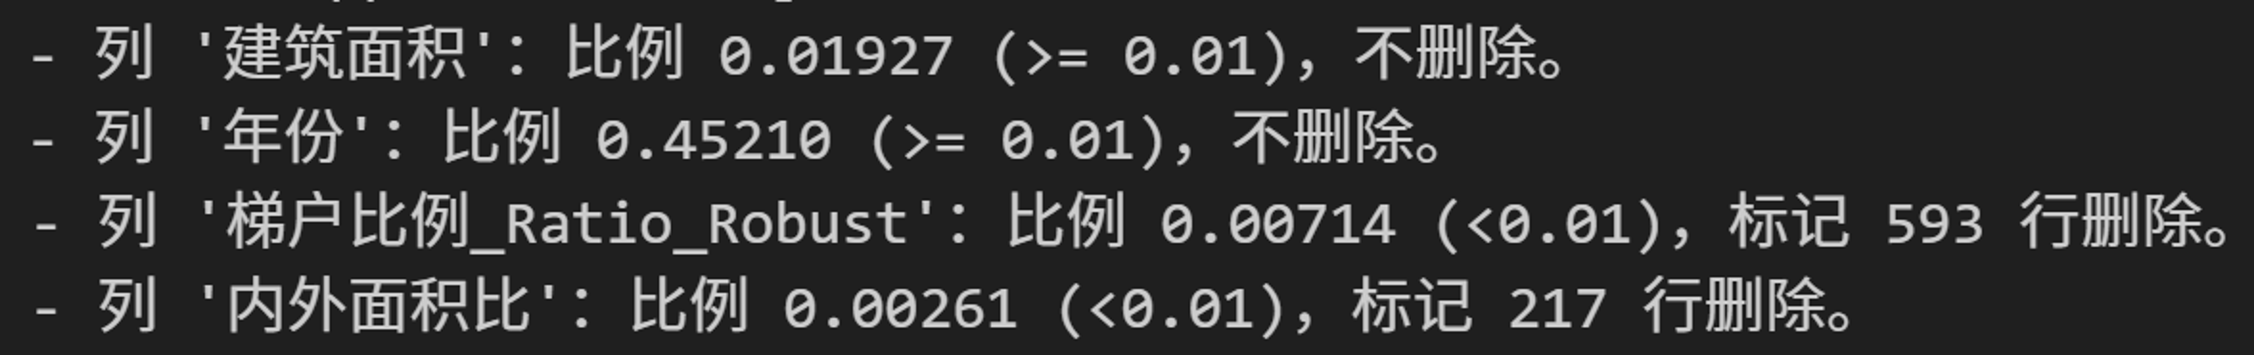 - 列 '建筑面积': 比例 0.01927 (>= 0.01)，不删除。
- 列 '年份': 比例 0.45210 (>= 0.01)，不删除。
- 列 '梯户比例_Ratio_Robust': 比例 0.00714 (<0.01)，标记 593 行删除。
- 列 '内外面积比': 比例 0.00261 (<0.01)，标记 217 行删除。